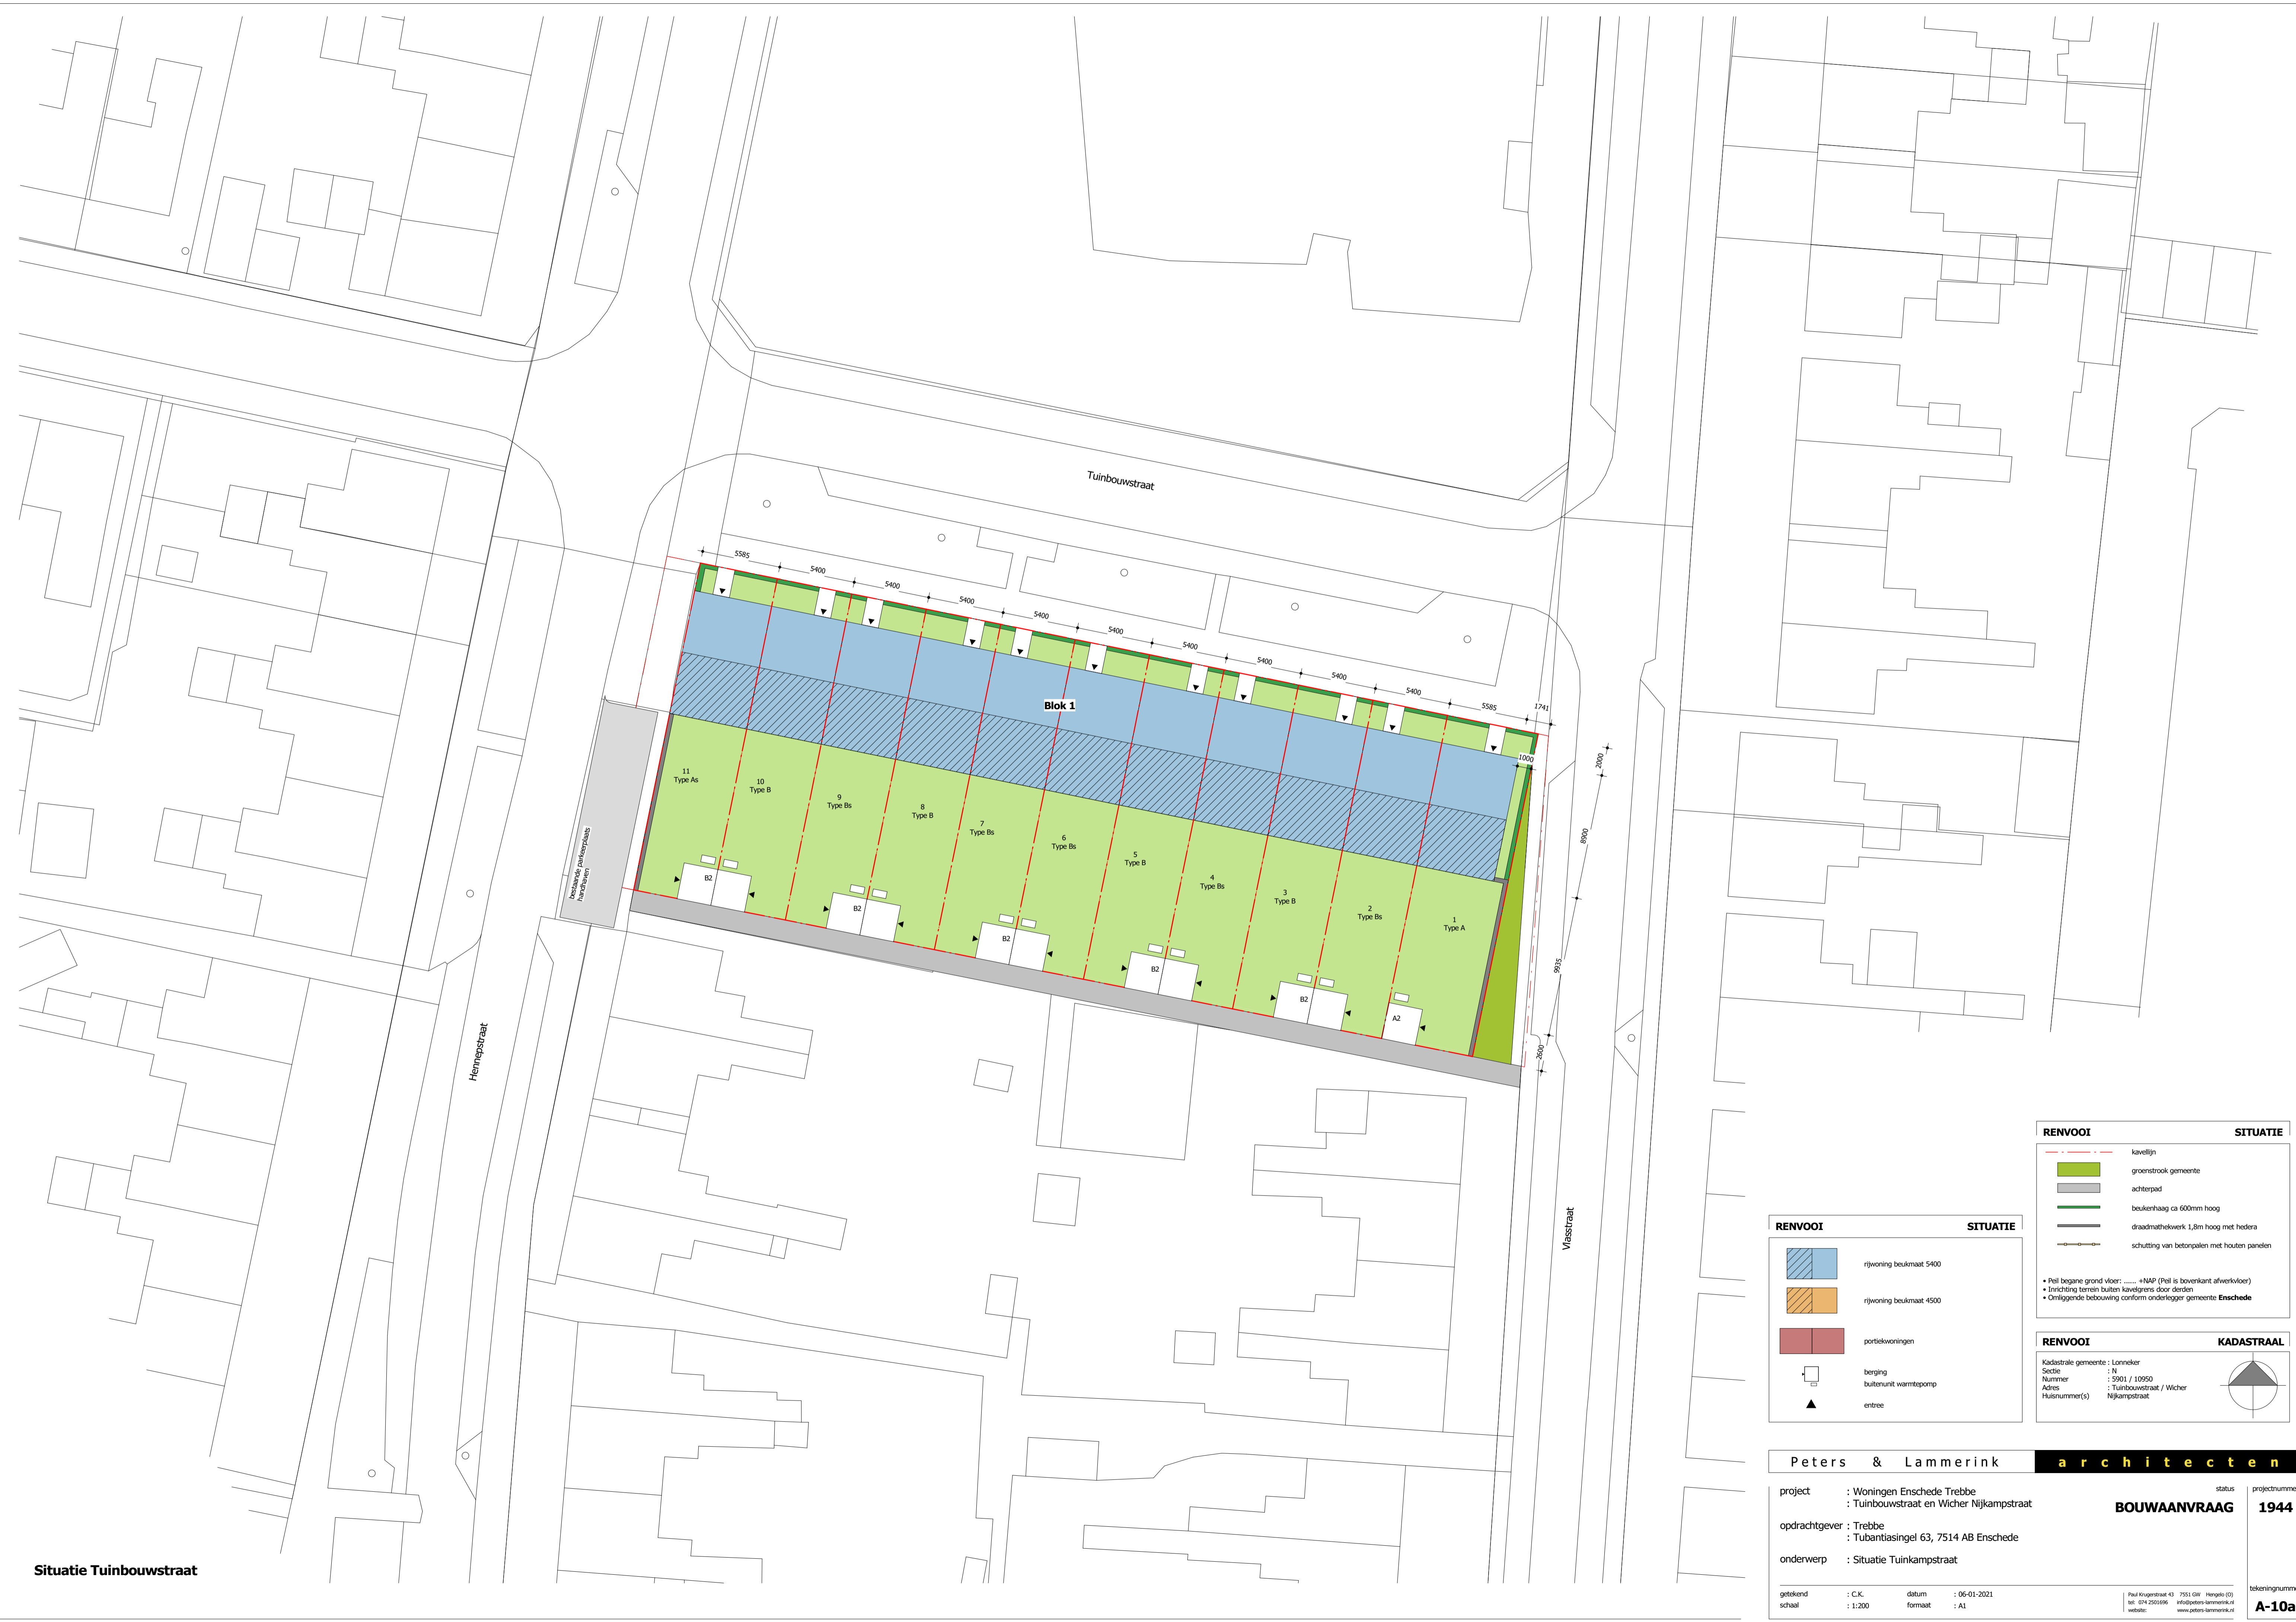 Tuinbouwstraat
5585
5400
5400
5400
5400
5400
5400
5400
5400
5400
5585
1741
1000
2000
8900
9935
2600
Blok 1
11
Type As
10
Type B
9
Type Bs
8
Type B
7
Type Bs
6
Type Bs
5
Type B
4
Type Bs
3
Type B
2
Type Bs
1
Type A
B2
B2
B2
B2
B2
A2
bestaande parkeerplaats
handhaven
Hennepstraat
Vlasstraat
Situatie Tuinbouwstraat
RENVOOI SITUATIE
rijwoning beukmaat 5400
rijwoning beukmaat 4500
portiekwoningen
berging
buitenunit warmtepomp
entree
RENVOOI SITUATIE
kavellijn
groenstrook gemeente
achterpad
beukenhaag ca 600mm hoog
draadmathekwerk 1,8m hoog met hedera
schutting van betonpalen met houten panelen
• Peil begane grond vloer: ...... +NAP (Peil is bovenkant afwerkvloer)
• Inrichting terrein buiten kavelgrens door derden
• Omliggende bebouwing conform onderlegger gemeente Enschede
RENVOOI KADASTRAAL
Kadastrale gemeente : Lonneker
Sectie : N
Nummer : 5901 / 10950
Adres : Tuinbouwstraat / Wicher
Huisnummer(s) Nijkampstraat
Peters & Lammerink architecten
project : Woningen Enschede Trebbe
: Tuinbouwstraat en Wicher Nijkampstraat
opdrachtgever : Trebbe
: Tubantiasingel 63, 7514 AB Enschede
onderwerp : Situatie Tuinkampstraat
status
BOUWAANVRAAG
projectnumme
1944
getekend : C.K. datum : 06-01-2021
schaal : 1:200 formaat : A1
Paul Krugerstraat 43 7551 GW Hengelo (O)
tel: 074 2501696 info@peters-lammerink.nl
website: www.peters-lammerink.nl
tekeningnumme
A-10a